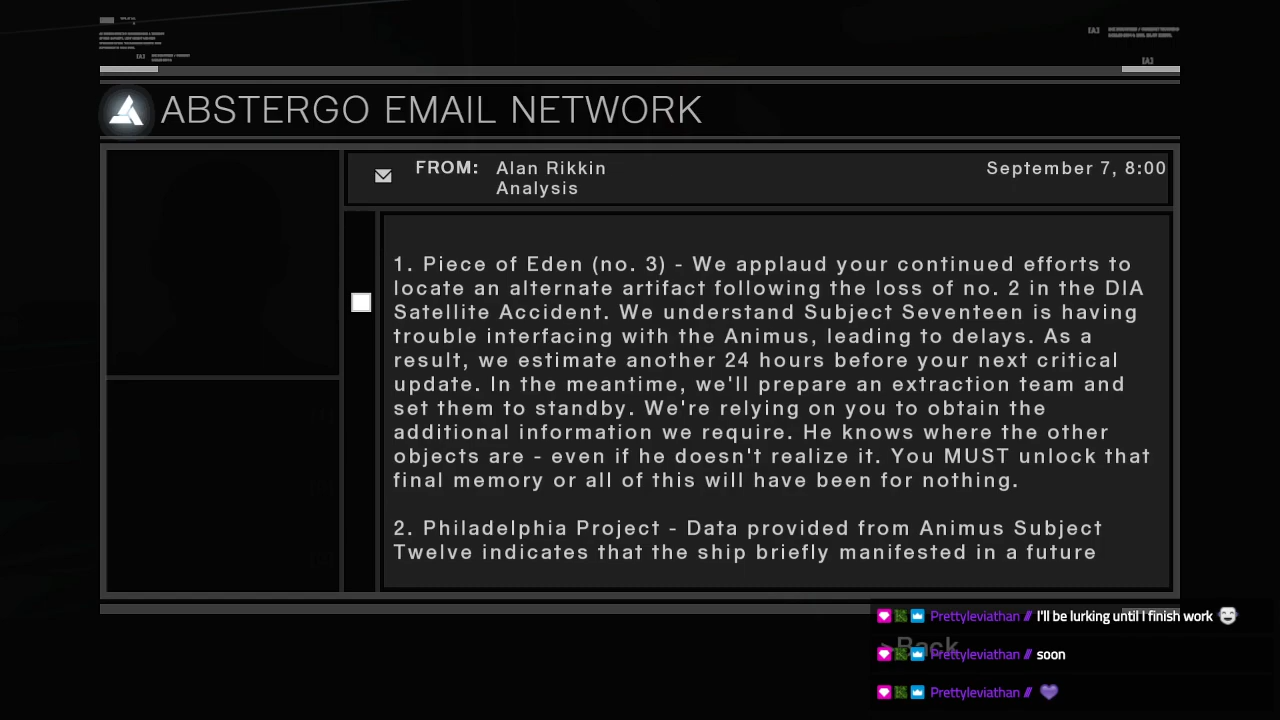 ABSTERGO EMAIL NETWORK
FROM: Alan Rikkin September 7, 8:00
Analysis
1. Piece of Eden (no. 3) - We applaud your continued efforts to
locate an alternate artifact following the loss of no. 2 in the DIA
Satellite Accident. We understand Subject Seventeen is having
trouble interfacing with the Animus, leading to delays. As a
result, we estimate another 24 hours before your next critical
update. In the meantime, we'll prepare an extraction team and
set them to standby. We're relying on you to obtain the
additional information we require. He knows where the other
objects are - even if he doesn't realize it. You MUST unlock that
final memory or all of this will have been for nothing.
2. Philadelphia Project - Data provided from Animus Subject
Twelve indicates that the ship briefly manifested in a future
Prettyleviathan // I'll be lurking until I finish work
>Back
Prettyleviathan // soon
Prettyleviathan //